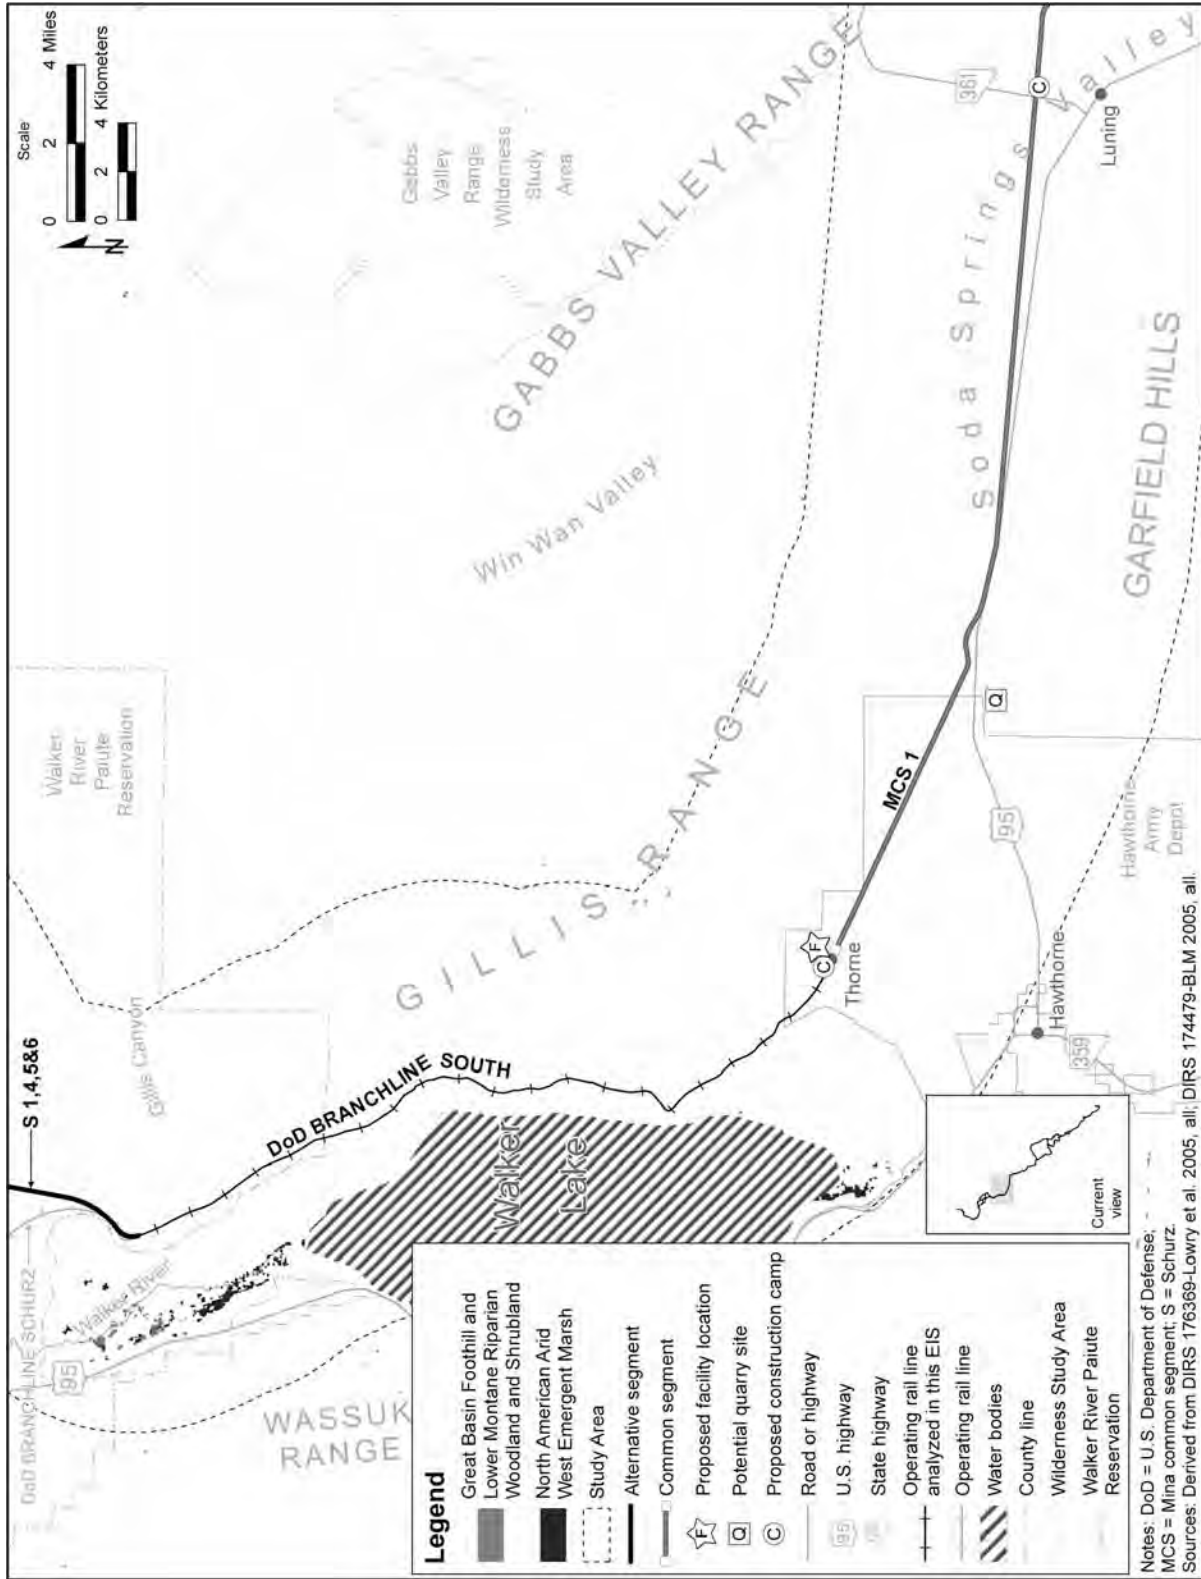 Scale
0 2 4 Miles
0 2 4 Kilometers
N
DoD BRANCHLINE SCHURZ
S 1,4,5&6
95
Walker River
Gillis Canyon
Walker
River
Paiute
Reservation
WASSUK
RANGE
DoD BRANCHLINE SOUTH
Walker
Lake
GILLIS RANGE
Win Wan Valley
GABBS VALLEY RANGE
Gebbs
Valley
Range
Wilderness
Study
Area
F
C
Thorne
MCS 1
Q
95
Hawthorne
359
Hawthorne
Army
Depot
Soda Springs Valley
361
C
Luning
GARFIELD HILLS
Current
view
Legend
Great Basin Foothill and
Lower Montane Riparian
Woodland and Shrubland
North American Arid
West Emergent Marsh
Study Area
Alternative segment
Common segment
F Proposed facility location
Q Potential quarry site
C Proposed construction camp
Road or highway
95 U.S. highway
State highway
Operating rail line
analyzed in this EIS
Operating rail line
Water bodies
County line
Wilderness Study Area
Walker River Paiute
Reservation
Notes: DoD = U.S. Department of Defense;
MCS = Mina common segment; S = Schurz.
Sources: Derived from DIRS 176369-Lowry et al. 2005, all; DIRS 174479-BLM 2005, all.